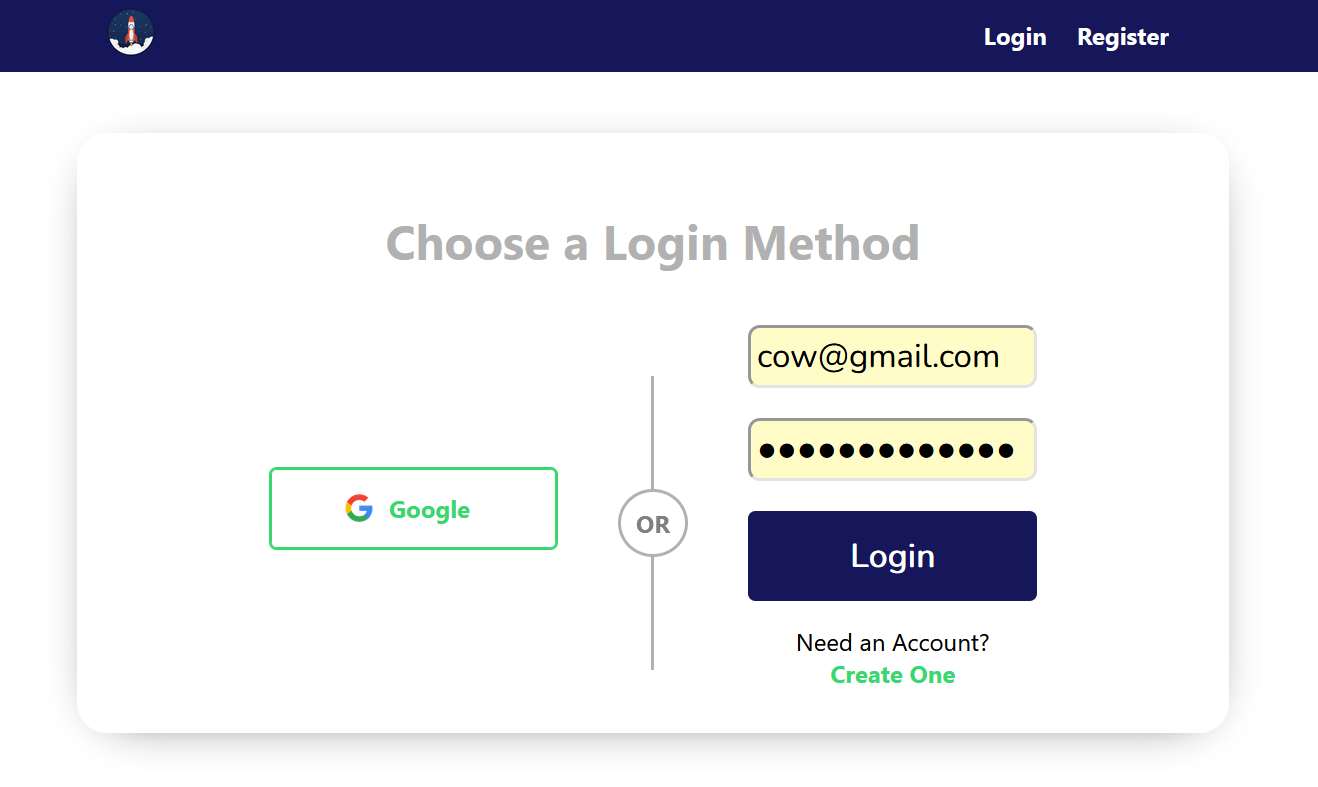 Login Register
Choose a Login Method
cow@gmail.com
●●●●●●●●●●●●●
Google
OR
Login
Need an Account?
Create One